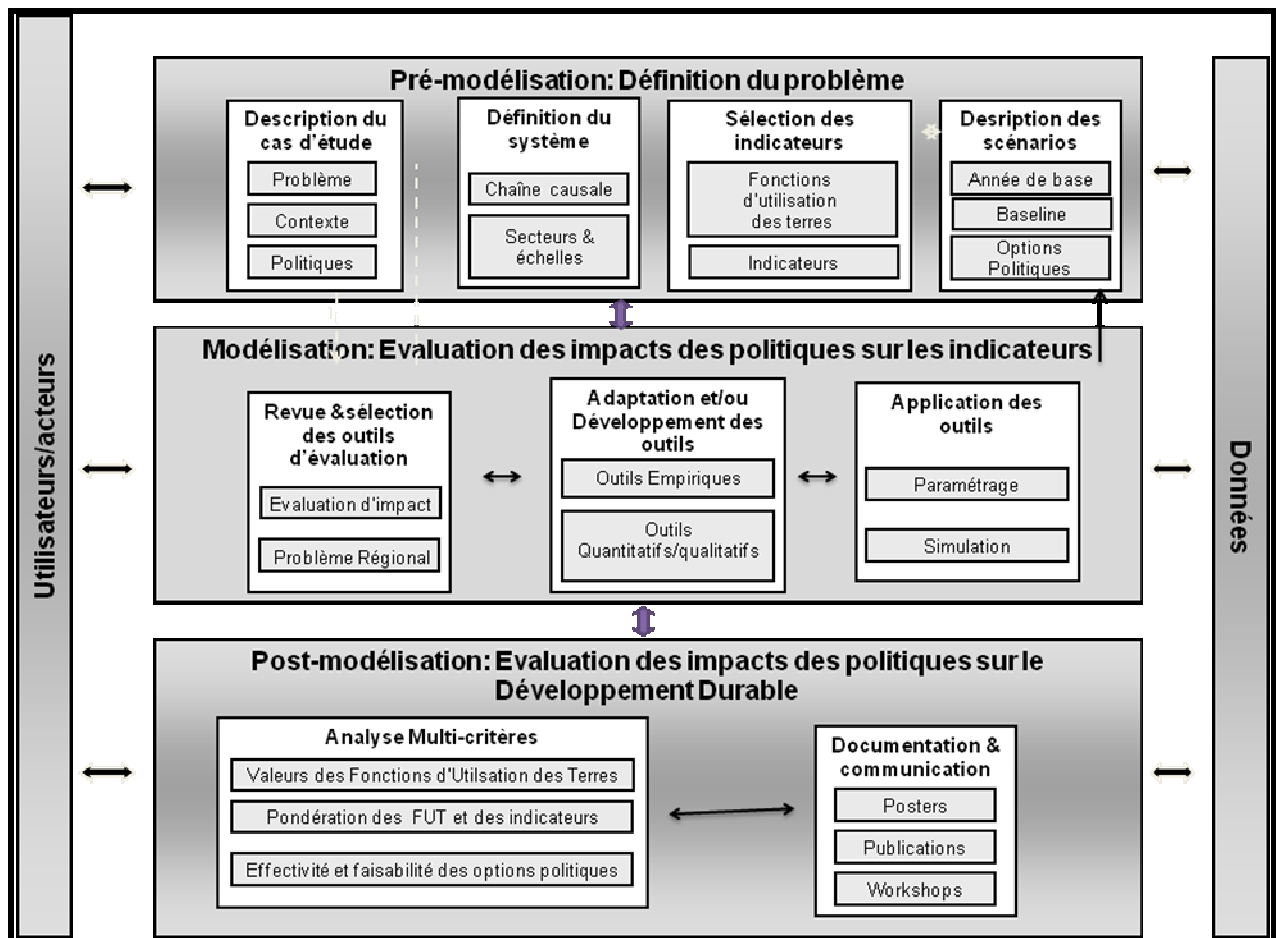 Utilisateurs/acteurs
Pré-modélisation: Définition du problème
Description du
cas d'étude
Problème
Contexte
Politiques
Définition du
système
Chaîne causale
Secteurs &
échelles
Sélection des
indicateurs
Fonctions
d'utilisation
des terres
Indicateurs
Desription des
scénarios
Année de base
Baseline
Options
Politiques
Modélisation: Evaluation des impacts des politiques sur les indicateurs
Revue & sélection
des outils
d'évaluation
Evaluation d'impact
Problème Régional
Adaptation et/ou
Développement des
outils
Outils Empiriques
Outils
Quantitatifs/qualitatifs
Application des
outils
Paramétrage
Simulation
Post-modélisation: Evaluation des impacts des politiques sur le
Développement Durable
Analyse Multi-critères
Valeurs des Fonctions d'Utilsation des Terres
Pondération des FUT et des indicateurs
Effectivité et faisabilité des options politiques
Documentation &
communication
Posters
Publications
Workshops
Données